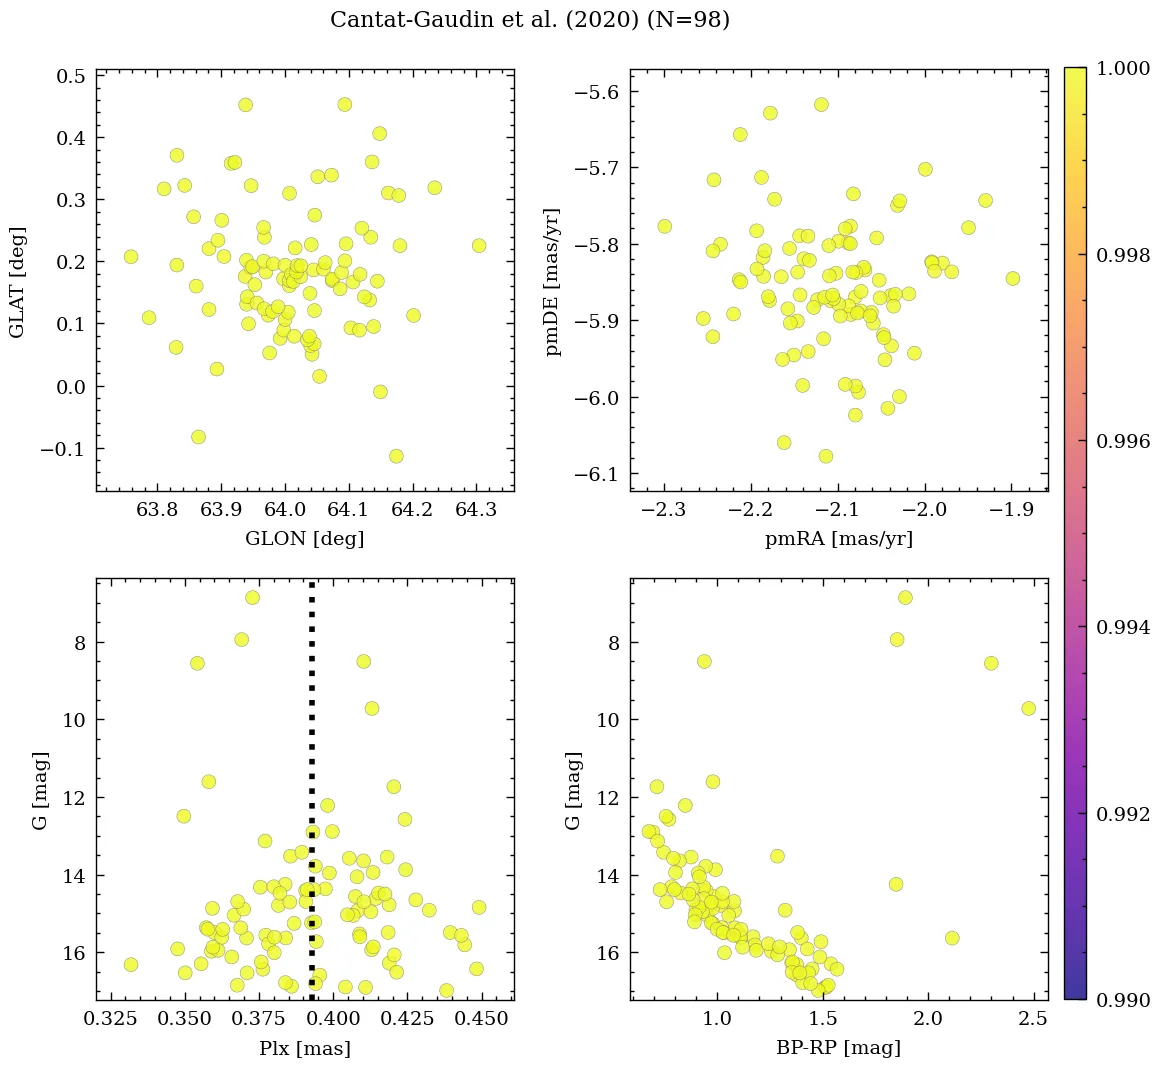 Cantat-Gaudin et al. (2020) (N=98)
0.5
0.4
0.3
0.2
0.1
0.0
−0.1
GLAT [deg]
63.8 63.9 64.0 64.1 64.2 64.3
GLON [deg]
−5.6
−5.7
−5.8
−5.9
−6.0
−6.1
pmDE [mas/yr]
−2.3 −2.2 −2.1 −2.0 −1.9
pmRA [mas/yr]
8
10
12
14
16
G [mag]
0.325 0.350 0.375 0.400 0.425 0.450
Plx [mas]
8
10
12
14
16
G [mag]
1.0 1.5 2.0 2.5
BP-RP [mag]
1.000
0.998
0.996
0.994
0.992
0.990